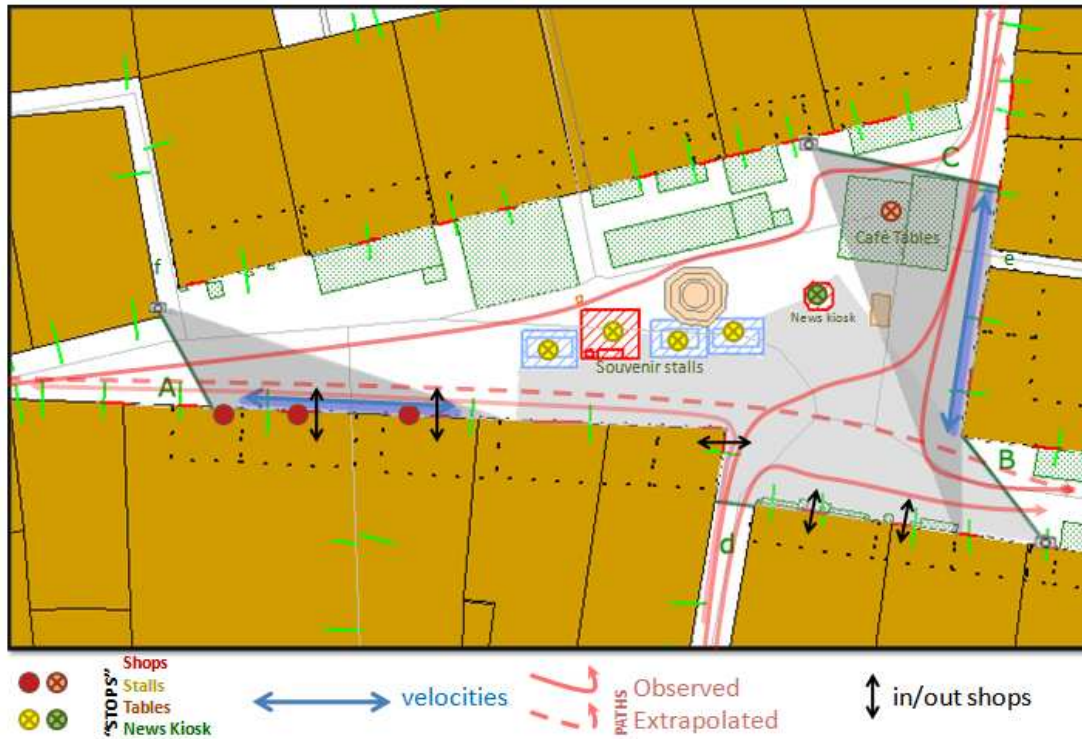 C
Café Tables
e
f
News kiosk
Souvenir stalls
A
B
d
"STOPS"
Shops
Stalls
Tables
News Kiosk
velocities
PATHS
Observed
Extrapolated
in/out shops